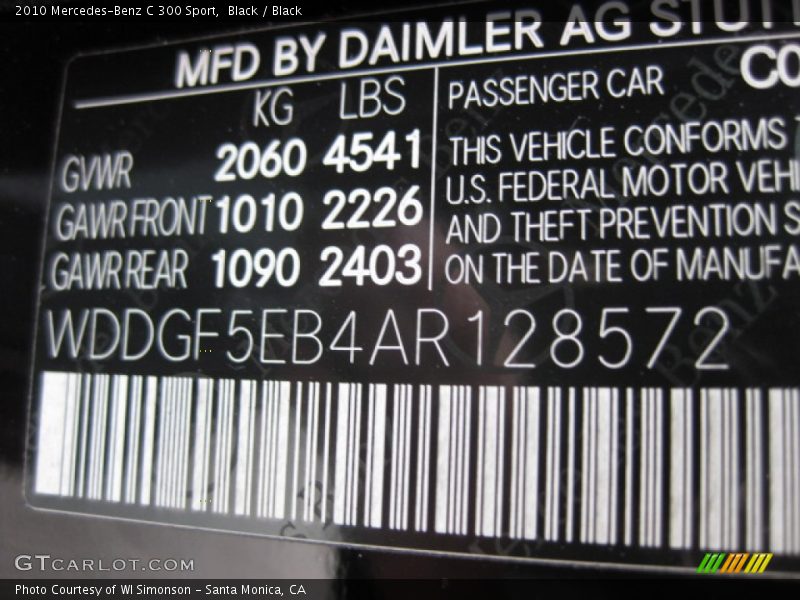 2010 Mercedes-Benz C 300 Sport,  Black / Black
MFD BY DAIMLER AG
KG LBS
GVWR 2060 4541
GAWR FRONT 1010 2226
GAWR REAR 1090 2403
PASSENGER CAR
THIS VEHICLE CONFORMS
U.S. FEDERAL MOTOR
AND THEFT PREVENTION
ON THE DATE OF
WDDGF5EB4AR128572
GTCARLOT.COM
Photo Courtesy of WI Simonson - Santa Monica, CA